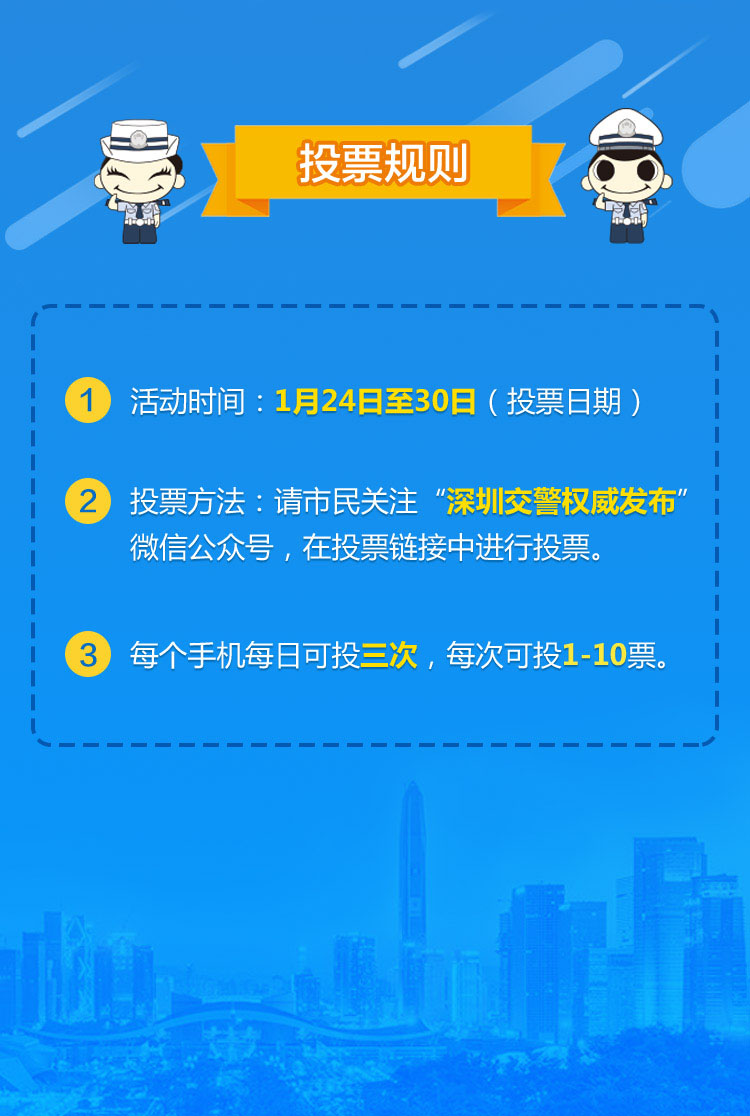 投票规则
1 活动时间：1月24日至30日（投票日期）
2 投票方法：请市民关注“深圳交警权威发布”
微信公众号，在投票链接中进行投票。
3 每个手机每日可投三次，每次可投1-10票。